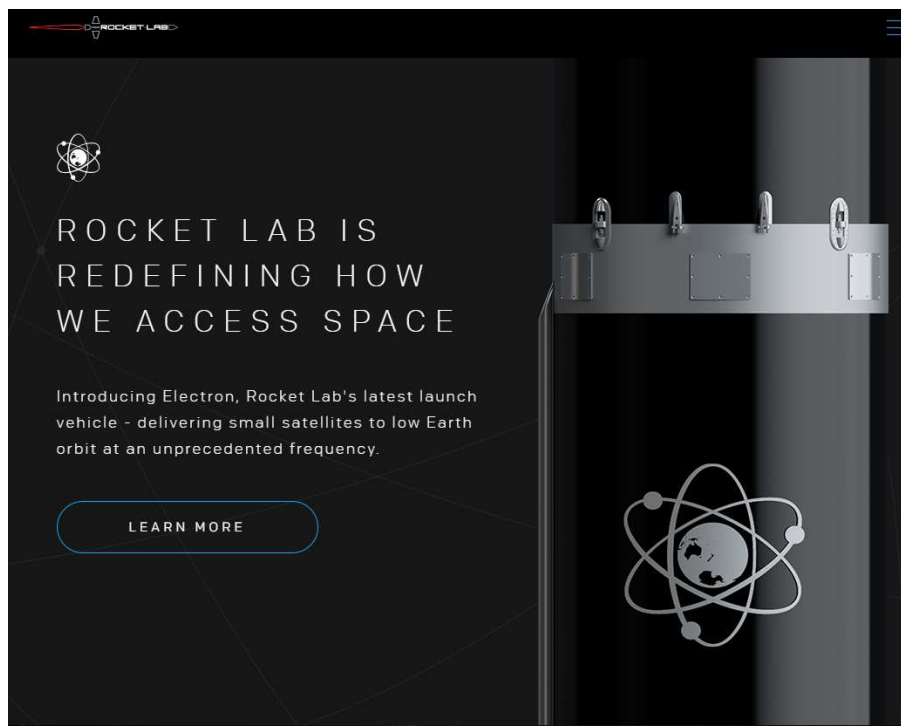 ROCKET LAB
ROCKET LAB IS
REDEFINING HOW
WE ACCESS SPACE
Introducing Electron, Rocket Lab's latest launch
vehicle - delivering small satellites to low Earth
orbit at an unprecedented frequency.
LEARN MORE